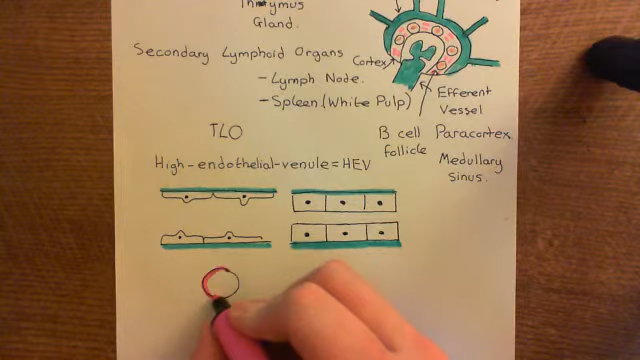 Thymus
Gland.
Secondary Lymphoid Organs
- Lymph Node.
- Spleen (White Pulp)
Cortex
Efferent
Vessel
B cell
follicle
Paracortex
Medullary
Sinus.
TLO
High-endothelial-venule = HEV